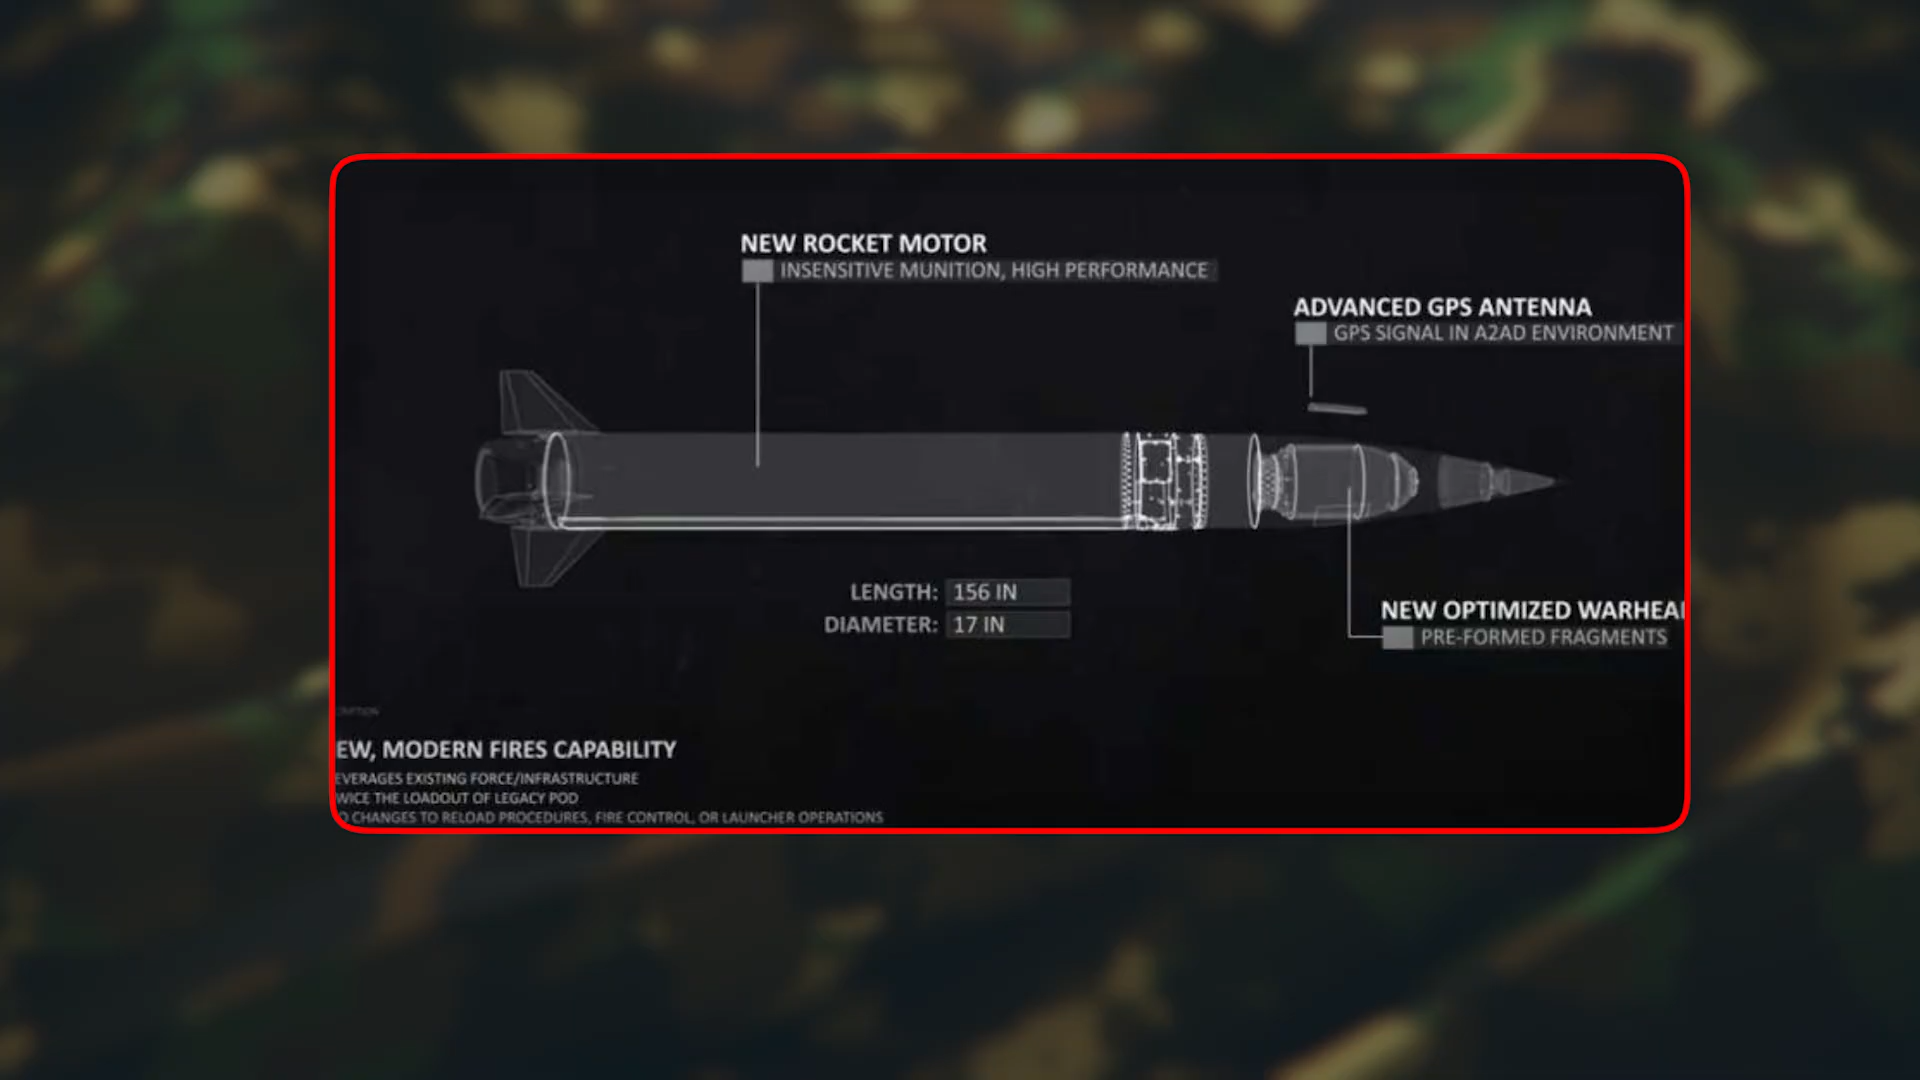 NEW ROCKET MOTOR
INSENSITIVE MUNITION, HIGH PERFORMANCE
ADVANCED GPS ANTENNA
GPS SIGNAL IN A2AD ENVIRONMENT
LENGTH: 156 IN
DIAMETER: 17 IN
NEW OPTIMIZED WARHEA
PRE-FORMED FRAGMENTS
EW, MODERN FIRES CAPABILITY
EVERAGES EXISTING FORCE/INFRASTRUCTURE
WICE THE LOADOUT OF LEGACY POD
O CHANGES TO RELOAD PROCEDURES, FIRE CONTROL, OR LAUNCHER OPERATIONS